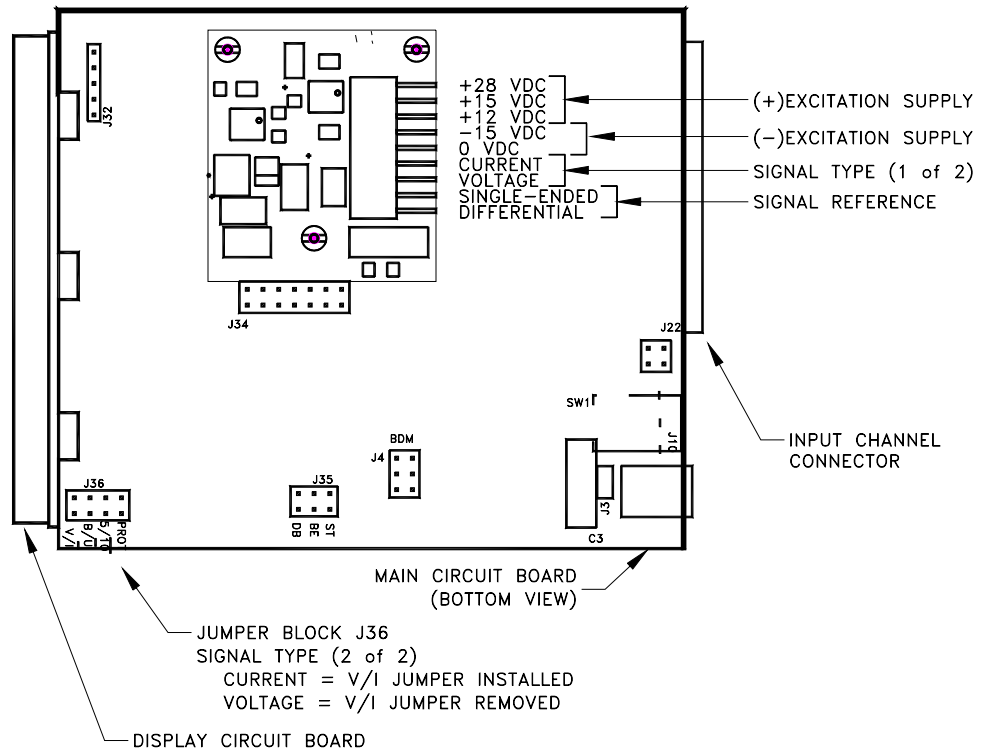 J32
+28 VDC
+15 VDC
+12 VDC
-15 VDC
0 VDC
CURRENT
VOLTAGE
SINGLE-ENDED
DIFFERENTIAL
(+)EXCITATION SUPPLY
(-)EXCITATION SUPPLY
SIGNAL TYPE (1 of 2)
SIGNAL REFERENCE
J34
J22
SW1
J10
INPUT CHANNEL
CONNECTOR
BDM
J4
J36
V/I
B/U
5/10
PROT
J35
DB
BE
ST
J3
C3
MAIN CIRCUIT BOARD
(BOTTOM VIEW)
JUMPER BLOCK J36
SIGNAL TYPE (2 of 2)
CURRENT = V/I JUMPER INSTALLED
VOLTAGE = V/I JUMPER REMOVED
DISPLAY CIRCUIT BOARD